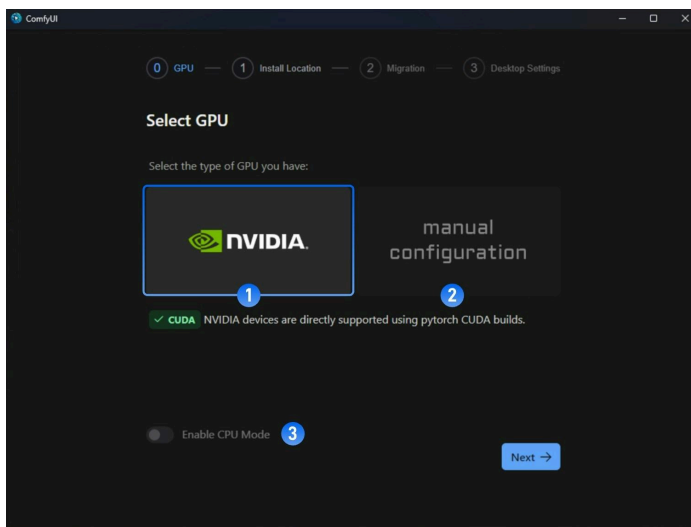 ComfyUI
0 GPU 1 Install Location 2 Migration 3 Desktop Settings
Select GPU
Select the type of GPU you have:
NVIDIA.
manual
configuration
1
2
CUDA NVIDIA devices are directly supported using pytorch CUDA builds.
Enable CPU Mode 3
Next →